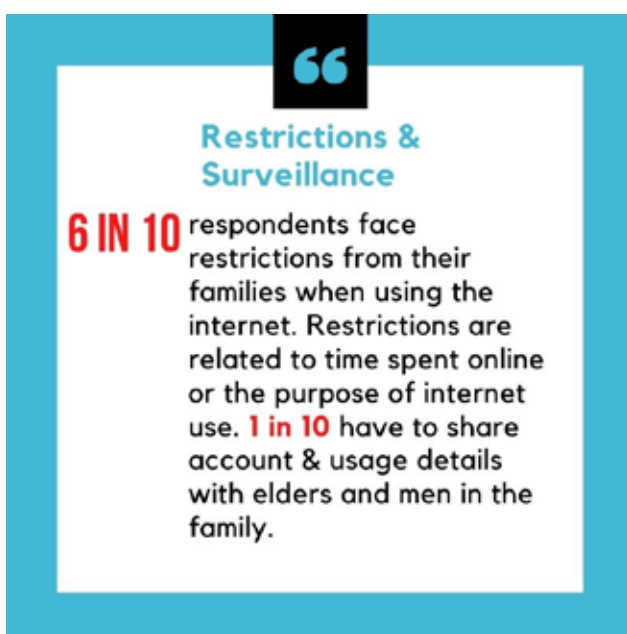 Restrictions &
Surveillance
6 IN 10 respondents face
restrictions from their
families when using the
internet. Restrictions are
related to time spent online
or the purpose of internet
use. 1 in 10 have to share
account & usage details
with elders and men in the
family.